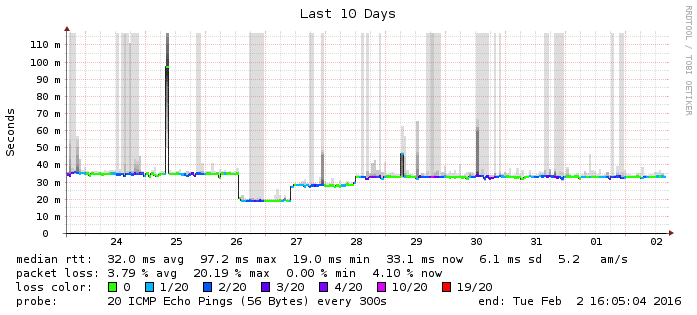 Last 10 Days
RRDTOOL / TOBI OETIKER
Seconds
110 m
100 m
90 m
80 m
70 m
60 m
50 m
40 m
30 m
20 m
10 m
0
24 25 26 27 28 29 30 31 01 02
median rtt: 32.0 ms avg 97.2 ms max 19.0 ms min 33.1 ms now 6.1 ms sd 5.2 am/s
packet loss: 3.79 % avg 20.19 % max 0.00 % min 4.10 % now
loss color: 0 1/20 2/20 3/20 4/20 10/20 19/20
probe: 20 ICMP Echo Pings (56 Bytes) every 300s end: Tue Feb 2 16:05:04 2016